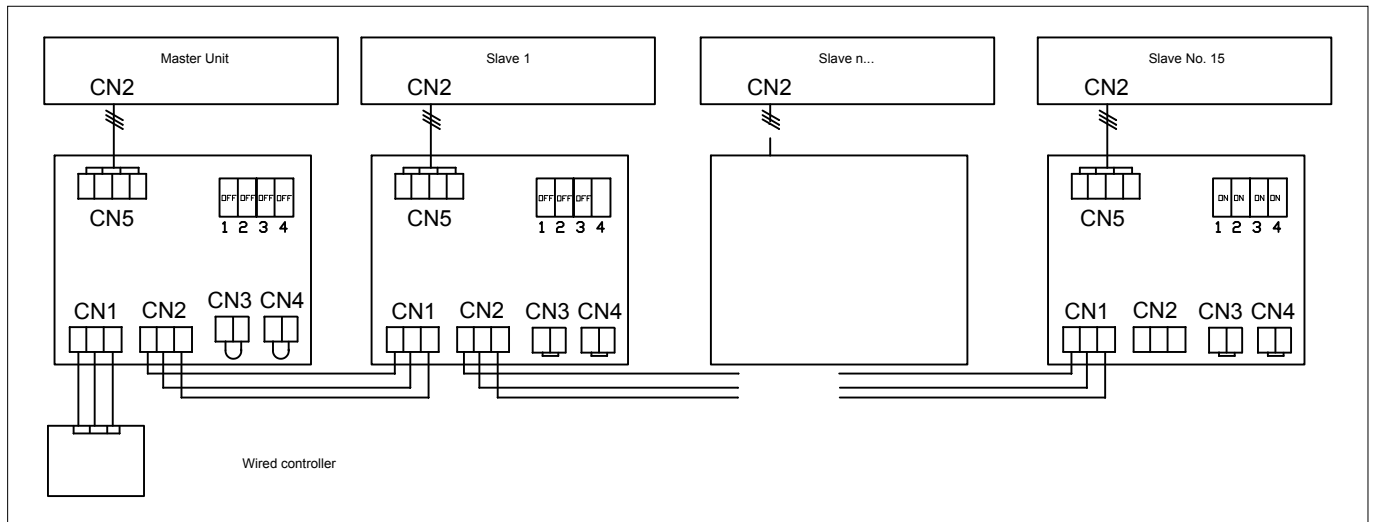 Master Unit Slave 1 Slave n... Slave No. 15
CN2 CN2 CN2 CN2
OFF OFF OFF OFF OFF OFF OFF ON ON ON ON
CN5 CN5 CN5
1 2 3 4 1 2 3 4 1 2 3 4
CN1 CN2 CN3 CN4 CN1 CN2 CN3 CN4 CN1 CN2 CN3 CN4
Wired controller